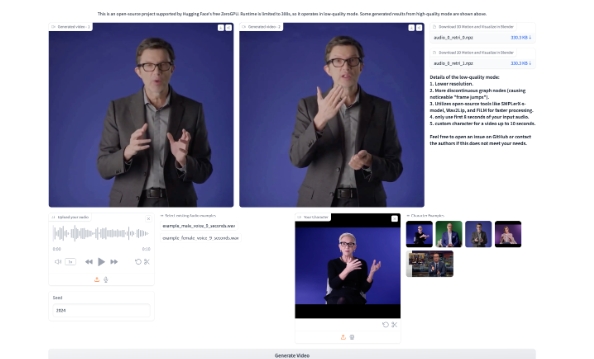 This is an open-source project supported by Hugging Face's free ZeroGPU. Runtime is limited to 300s, so it operates in low-quality mode. Some generated results from high-quality mode are shown above.
Generated video - 1
Generated video - 2
Download 3D Motion and Visualize in Blender
audio_0_retri_0.npz
Download 3D Motion and Visualize in Blender
audio_0_retri_1.npz
Details of the low-quality mode:
1. Lower resolution.
2. More discontinuous graph nodes (causing noticeable "frame jumps").
3. Utilizes open-source tools like SMPLerX-s-model, Wav2Lip, and FiLM for faster processing.
4. only use first 8 seconds of your input audio.
5. custom character for a video up to 10 seconds.
Feel free to open an issue on GitHub or contact the authors if this does not meet your needs.
Upload your audio
0:00
1x
Seed
2024
Select existing Audio examples
example_male_voice_9_seconds.wav
example_female_voice_9_seconds.wav
Your Character
Character Examples
Generate Video